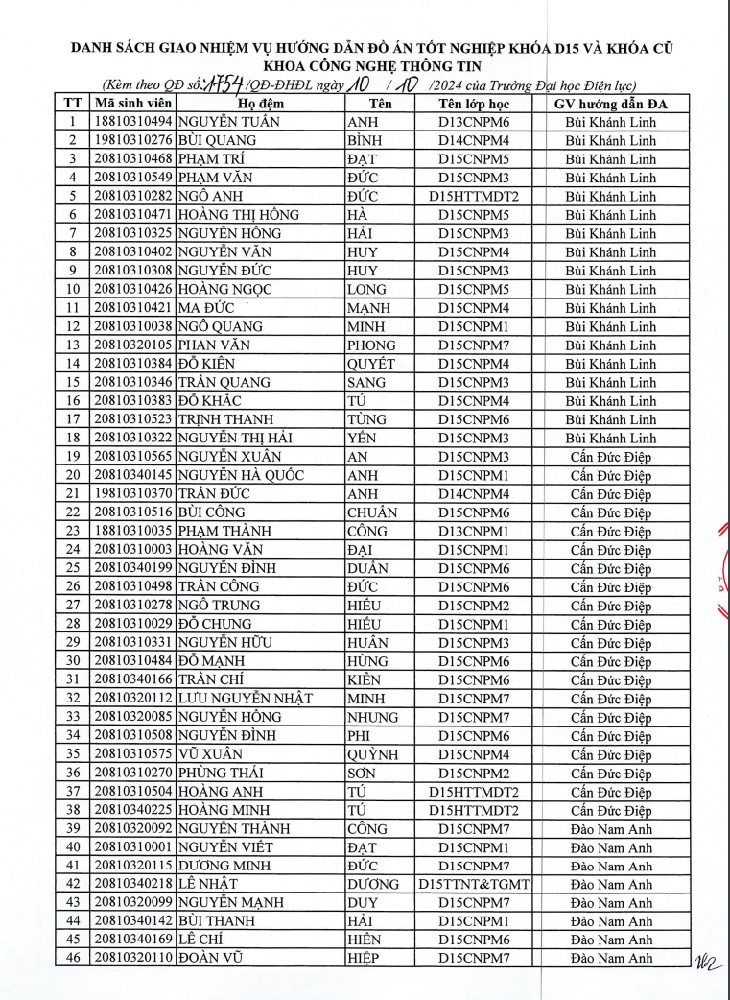 DANH SÁCH GIAO NHIỆM VỤ HƯỚNG DẪN ĐỒ ÁN TỐT NGHIỆP KHÓA D15 VÀ KHÓA CŨ
KHOA CÔNG NGHỆ THÔNG TIN
(Kèm theo QĐ số: 1754 /QĐ-ĐHĐL ngày 10 / 10 /2024 của Trường Đại học Điện lực)
TT Mã sinh viên Họ đệm Tên Tên lớp học GV hướng dẫn ĐA
1 18810310494 NGUYỄN TUẤN ANH D13CNPM6 Bùi Khánh Linh
2 19810310276 BÙI QUANG BÌNH D14CNPM4 Bùi Khánh Linh
3 20810310468 PHẠM TRÍ ĐẠT D15CNPM5 Bùi Khánh Linh
4 20810310549 PHẠM VĂN ĐỨC D15CNPM3 Bùi Khánh Linh
5 20810310282 NGÔ ANH ĐỨC D15HTTMDT2 Bùi Khánh Linh
6 20810310471 HOÀNG THỊ HỒNG HÀ D15CNPM5 Bùi Khánh Linh
7 20810310325 NGUYỄN HỒNG HẢI D15CNPM3 Bùi Khánh Linh
8 20810310402 NGUYỄN VĂN HUY D15CNPM4 Bùi Khánh Linh
9 20810310308 NGUYỄN ĐỨC HUY D15CNPM3 Bùi Khánh Linh
10 20810310426 HOÀNG NGỌC LONG D15CNPM5 Bùi Khánh Linh
11 20810310421 MA ĐỨC MẠNH D15CNPM4 Bùi Khánh Linh
12 20810310038 NGÔ QUANG MINH D15CNPM1 Bùi Khánh Linh
13 20810320105 PHAN VĂN PHONG D15CNPM7 Bùi Khánh Linh
14 20810310384 ĐỖ KIÊN QUYẾT D15CNPM4 Bùi Khánh Linh
15 20810310346 TRẦN QUANG SANG D15CNPM3 Bùi Khánh Linh
16 20810310383 ĐỖ KHẮC TÚ D15CNPM4 Bùi Khánh Linh
17 20810310523 TRỊNH THANH TÙNG D15CNPM6 Bùi Khánh Linh
18 20810310322 NGUYỄN THỊ HẢI YẾN D15CNPM3 Bùi Khánh Linh
19 20810310565 NGUYỄN XUÂN AN D15CNPM3 Cấn Đức Điệp
20 20810340145 NGUYỄN HÀ QUỐC ANH D15CNPM1 Cấn Đức Điệp
21 19810310370 TRẦN ĐỨC ANH D14CNPM4 Cấn Đức Điệp
22 20810310516 BÙI CÔNG CHUẨN D15CNPM6 Cấn Đức Điệp
23 18810310035 PHẠM THÀNH CÔNG D13CNPM1 Cấn Đức Điệp
24 20810310003 HOÀNG VĂN ĐẠI D15CNPM1 Cấn Đức Điệp
25 20810340199 NGUYỄN ĐÌNH DUẨN D15CNPM6 Cấn Đức Điệp
26 20810310498 TRẦN CÔNG ĐỨC D15CNPM6 Cấn Đức Điệp
27 20810310278 NGÔ TRUNG HIẾU D15CNPM2 Cấn Đức Điệp
28 20810310029 ĐỖ CHUNG HIẾU D15CNPM1 Cấn Đức Điệp
29 20810310331 NGUYỄN HỮU HUÂN D15CNPM3 Cấn Đức Điệp
30 20810310484 ĐỖ MẠNH HÙNG D15CNPM6 Cấn Đức Điệp
31 20810340166 TRẦN CHÍ KIÊN D15CNPM6 Cấn Đức Điệp
32 20810320112 LƯU NGUYỄN NHẬT MINH D15CNPM7 Cấn Đức Điệp
33 20810320085 NGUYỄN HỒNG NHUNG D15CNPM7 Cấn Đức Điệp
34 20810310508 NGUYỄN ĐÌNH PHI D15CNPM6 Cấn Đức Điệp
35 20810310575 VŨ XUÂN QUỲNH D15CNPM4 Cấn Đức Điệp
36 20810310270 PHÙNG THÁI SƠN D15CNPM2 Cấn Đức Điệp
37 20810310504 HOÀNG ANH TÚ D15HTTMDT2 Cấn Đức Điệp
38 20810340225 HOÀNG MINH TÚ D15HTTMDT2 Cấn Đức Điệp
39 20810320092 NGUYỄN THÀNH CÔNG D15CNPM7 Đào Nam Anh
40 20810310001 NGUYỄN VIẾT ĐẠT D15CNPM1 Đào Nam Anh
41 20810320115 DƯƠNG MINH ĐỨC D15CNPM7 Đào Nam Anh
42 20810340218 LÊ NHẬT DƯƠNG D15TTNT&TGMT Đào Nam Anh
43 20810320099 NGUYỄN MẠNH DUY D15CNPM7 Đào Nam Anh
44 20810340142 BÙI THANH HẢI D15CNPM1 Đào Nam Anh
45 20810340169 LÊ CHÍ HIỂN D15CNPM6 Đào Nam Anh
46 20810320110 ĐOÀN VŨ HIỆP D15CNPM7 Đào Nam Anh